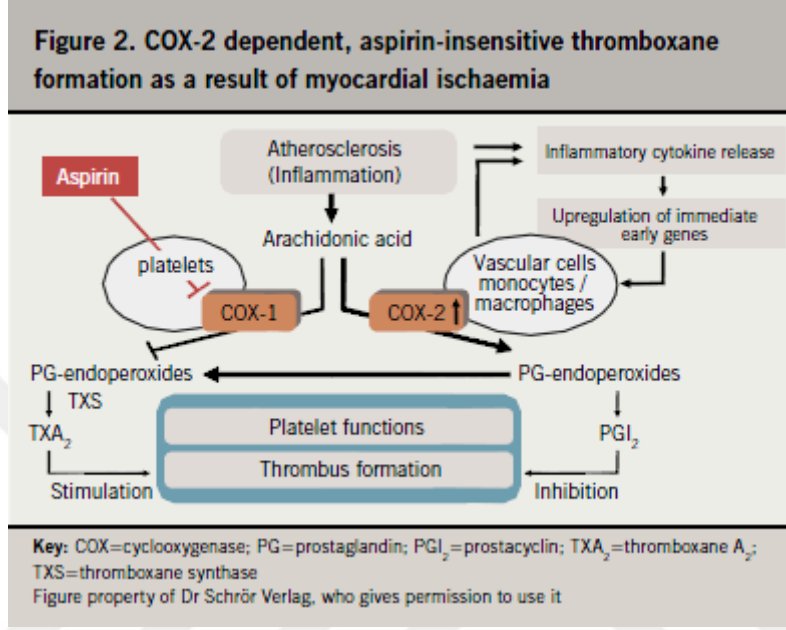 Figure 2. COX-2 dependent, aspirin-insensitive thromboxane
formation as a result of myocardial ischaemia
Atherosclerosis
(Inflammation)
Inflammatory cytokine release
Aspirin
Upregulation of immediate
early genes
Arachidonic acid
platelets
Vascular cells
monocytes /
macrophages
COX-1
COX-2
PG-endoperoxides
PG-endoperoxides
TXS
TXA₂
Platelet functions
PGI₂
Thrombus formation
Stimulation
Inhibition
Key: COX=cyclooxygenase; PG=prostaglandin; PGI₂=prostacyclin; TXA₂=thromboxane A₂;
TXS=thromboxane synthase
Figure property of Dr Schrör Verlag, who gives permission to use it